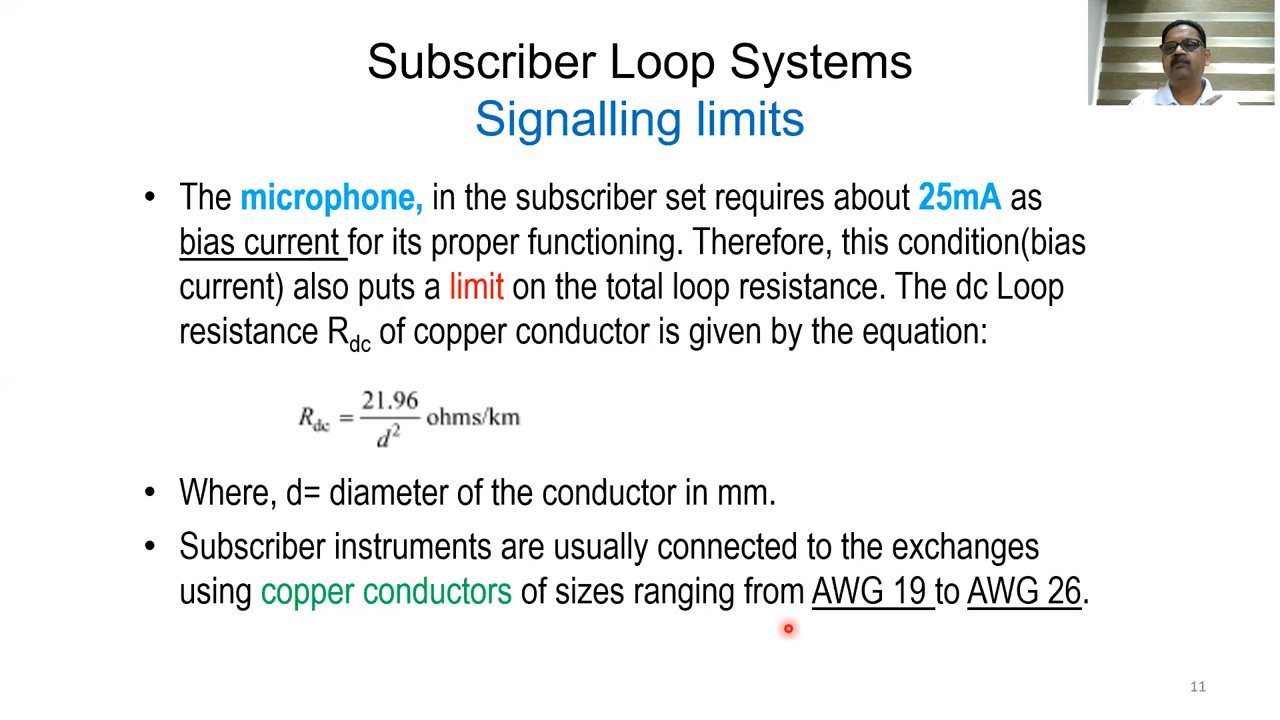 Subscriber Loop Systems
Signalling limits
• The microphone, in the subscriber set requires about 25mA as
bias current for its proper functioning. Therefore, this condition(bias
current) also puts a limit on the total loop resistance. The dc Loop
resistance Rdc of copper conductor is given by the equation:
Rdc = 21.96/d² ohms/km
• Where, d= diameter of the conductor in mm.
• Subscriber instruments are usually connected to the exchanges
using copper conductors of sizes ranging from AWG 19 to AWG 26.
11